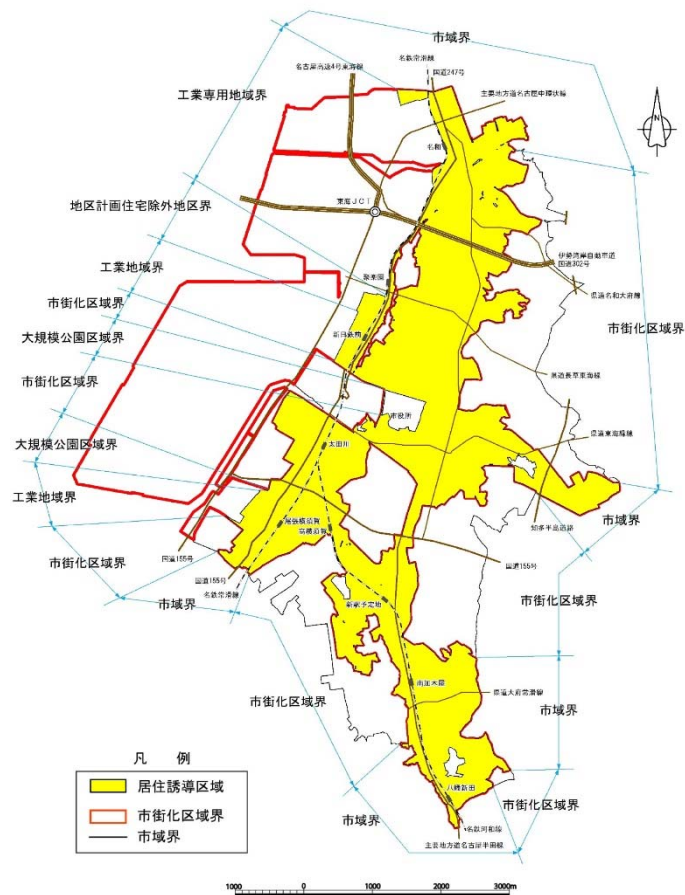 市域界
名鉄常滑線
国道247号
名古屋高速4号東海線
主要地方道名古屋中環状線
工業専用地域界
N
名和
地区計画住宅除外地区界
東海JCT
伊勢湾岸自動車道
国道302号
工業地域界
聚楽園
県道名和大府線
市街化区域界
市街化区域界
大規模公園区域界
新日鉄前
県道長草東海線
市街化区域界
市役所
県道東海緑線
太田川
大規模公園区域界
工業地域界
尾張横須賀
高横須賀
知多半島道路
市域界
国道155号
市街化区域界
国道155号
国道155号
名鉄常滑線
市域界
新駅予定地
市街化区域界
南加木屋
市街化区域界
県道大府常滑線
市域界
凡 例
居住誘導区域
市街化区域界
市域界
八幡新田
市街化区域界
市域界
名鉄河和線
主要地方道名古屋半田線
市域界
1000 0 1000 2000 3000m